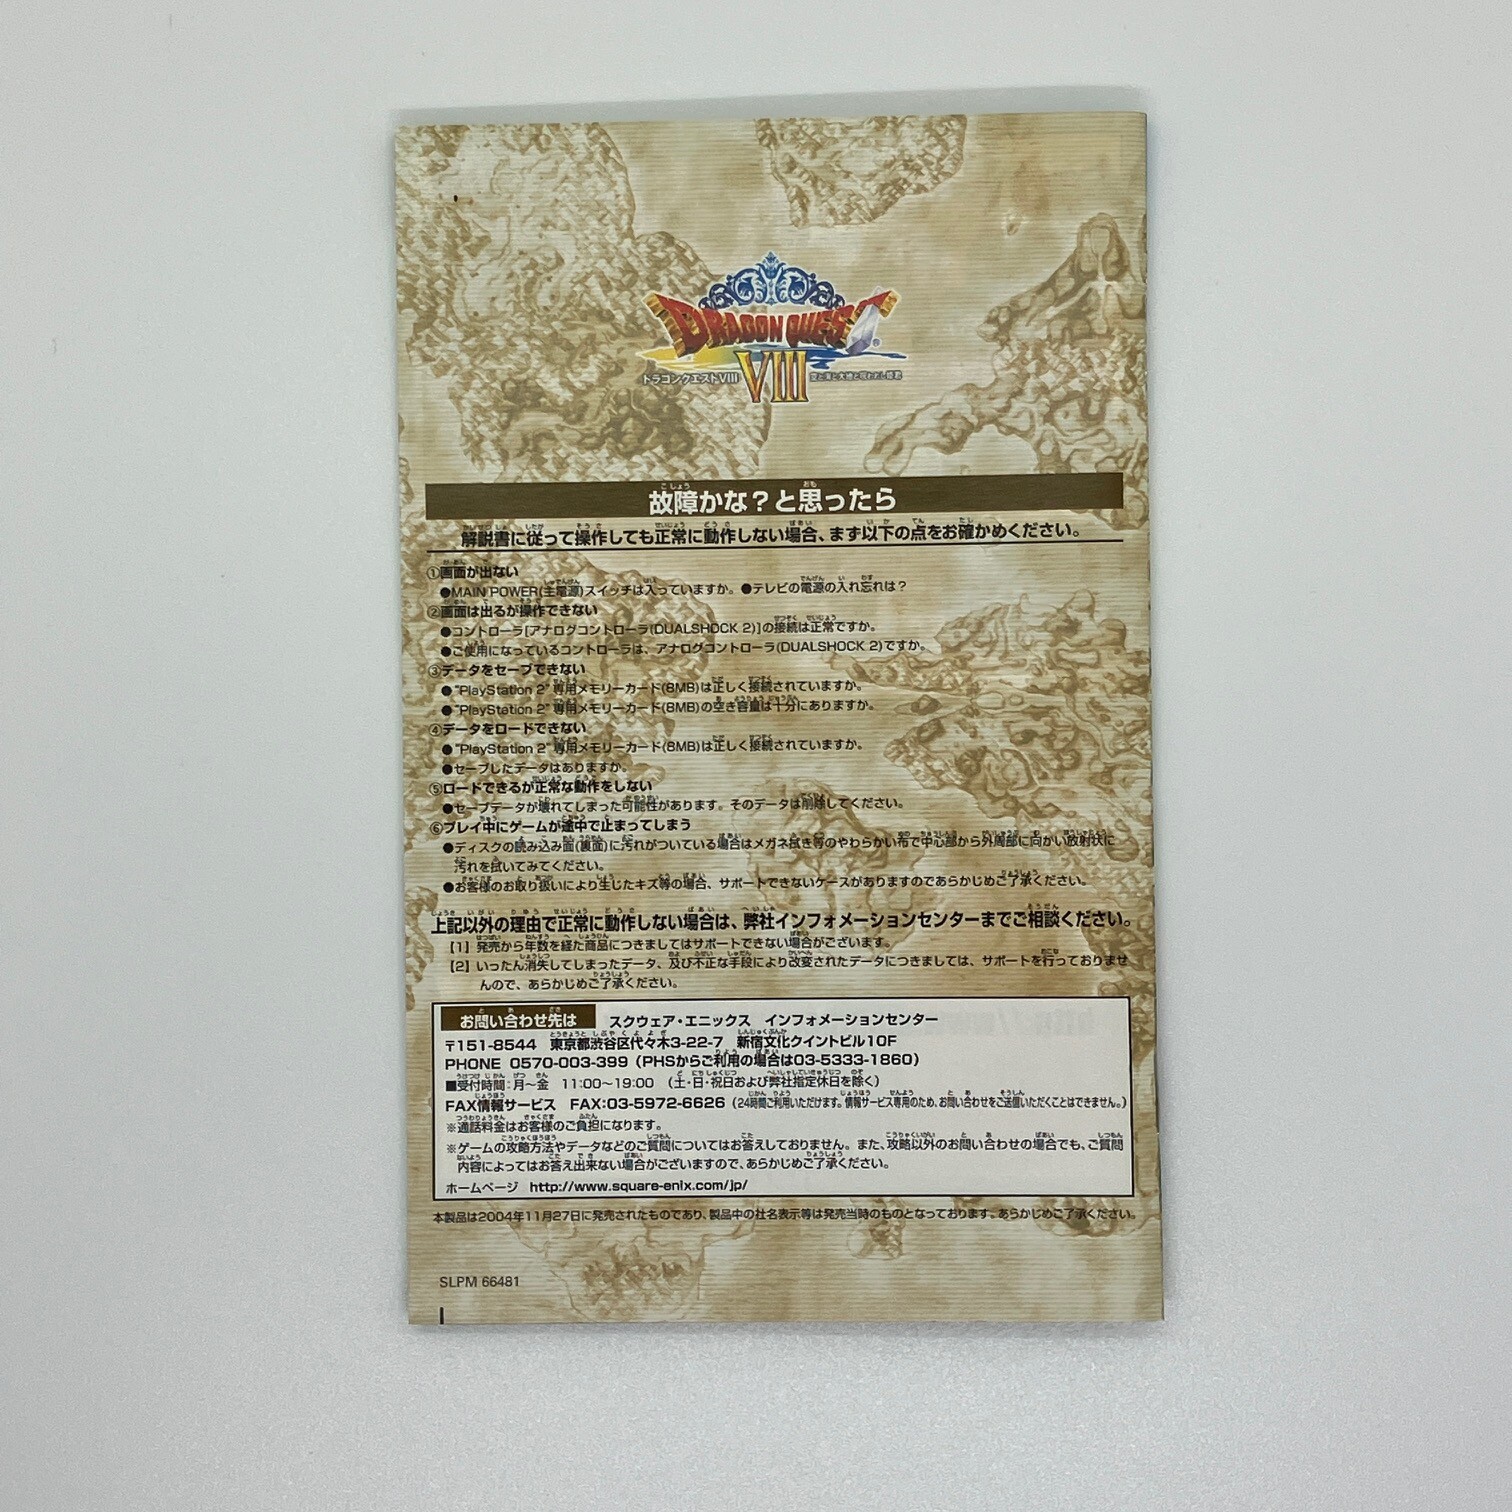 DRAGON QUEST
VIII
ドラゴンクエストVIII 空と海と大地と呪われし姫君
故障かな？と思ったら
解説書に従って操作しても正常に動作しない場合、まず以下の点をお確かめください。
①画面が出ない
●MAIN POWER(主電源)スイッチは入っていますか。●テレビの電源の入れ忘れは？
②画面は出るが操作できない
●コントローラ[アナログコントローラ(DUALSHOCK 2)]の接続は正常ですか。
●ご使用になっているコントローラは、アナログコントローラ(DUALSHOCK 2)ですか。
③データをセーブできない
●"PlayStation 2"専用メモリーカード(8MB)は正しく接続されていますか。
●"PlayStation 2"専用メモリーカード(8MB)の空き容量は十分にありますか。
④データをロードできない
●"PlayStation 2"専用メモリーカード(8MB)は正しく接続されていますか。
●セーブしたデータはありますか。
⑤ロードできるが正常な動作をしない
●セーブデータが壊れてしまった可能性があります。そのデータは削除してください。
⑥プレイ中にゲームが途中で止まってしまう
●ディスクの読み込み面(裏面)に汚れがついている場合はメガネ拭き等のやわらかい布で中心部から外周部に向かい放射状に
汚れを拭いてみてください。
●お客様のお取り扱いにより生じたキズ等の場合、サポートできないケースがありますのであらかじめご了承ください。
上記以外の理由で正常に動作しない場合は、弊社インフォメーションセンターまでご相談ください。
【1】発売から年数を経た商品につきましてはサポートできない場合がございます。
【2】いったん消失してしまったデータ、及び不正な手段により改変されたデータにつきましては、サポートを行っておりませ
んので、あらかじめご了承ください。
お問い合わせ先は スクウェア・エニックス インフォメーションセンター
〒151-8544 東京都渋谷区代々木3-22-7 新宿文化クイントビル10F
PHONE 0570-003-399 (PHSからご利用の場合は03-5333-1860)
■受付時間：月～金 11:00～19:00 (土・日・祝日および弊社指定休日を除く)
FAX情報サービス FAX:03-5972-6626 (24時間ご利用いただけます。情報サービス専用のため、お問い合わせをご送信いただくことはできません。)
※通話料金はお客様のご負担になります。
※ゲームの攻略方法やデータなどのご質問についてはお答えしておりません。また、攻略以外のお問い合わせの場合でも、ご質問
内容によってはお答え出来ない場合がございますので、あらかじめご了承ください。
ホームページ http://www.square-enix.com/jp/
本製品は2004年11月27日に発売されたものであり、製品中の社名表示等は発売当時のものとなっております。あらかじめご了承ください。
SLPM 66481